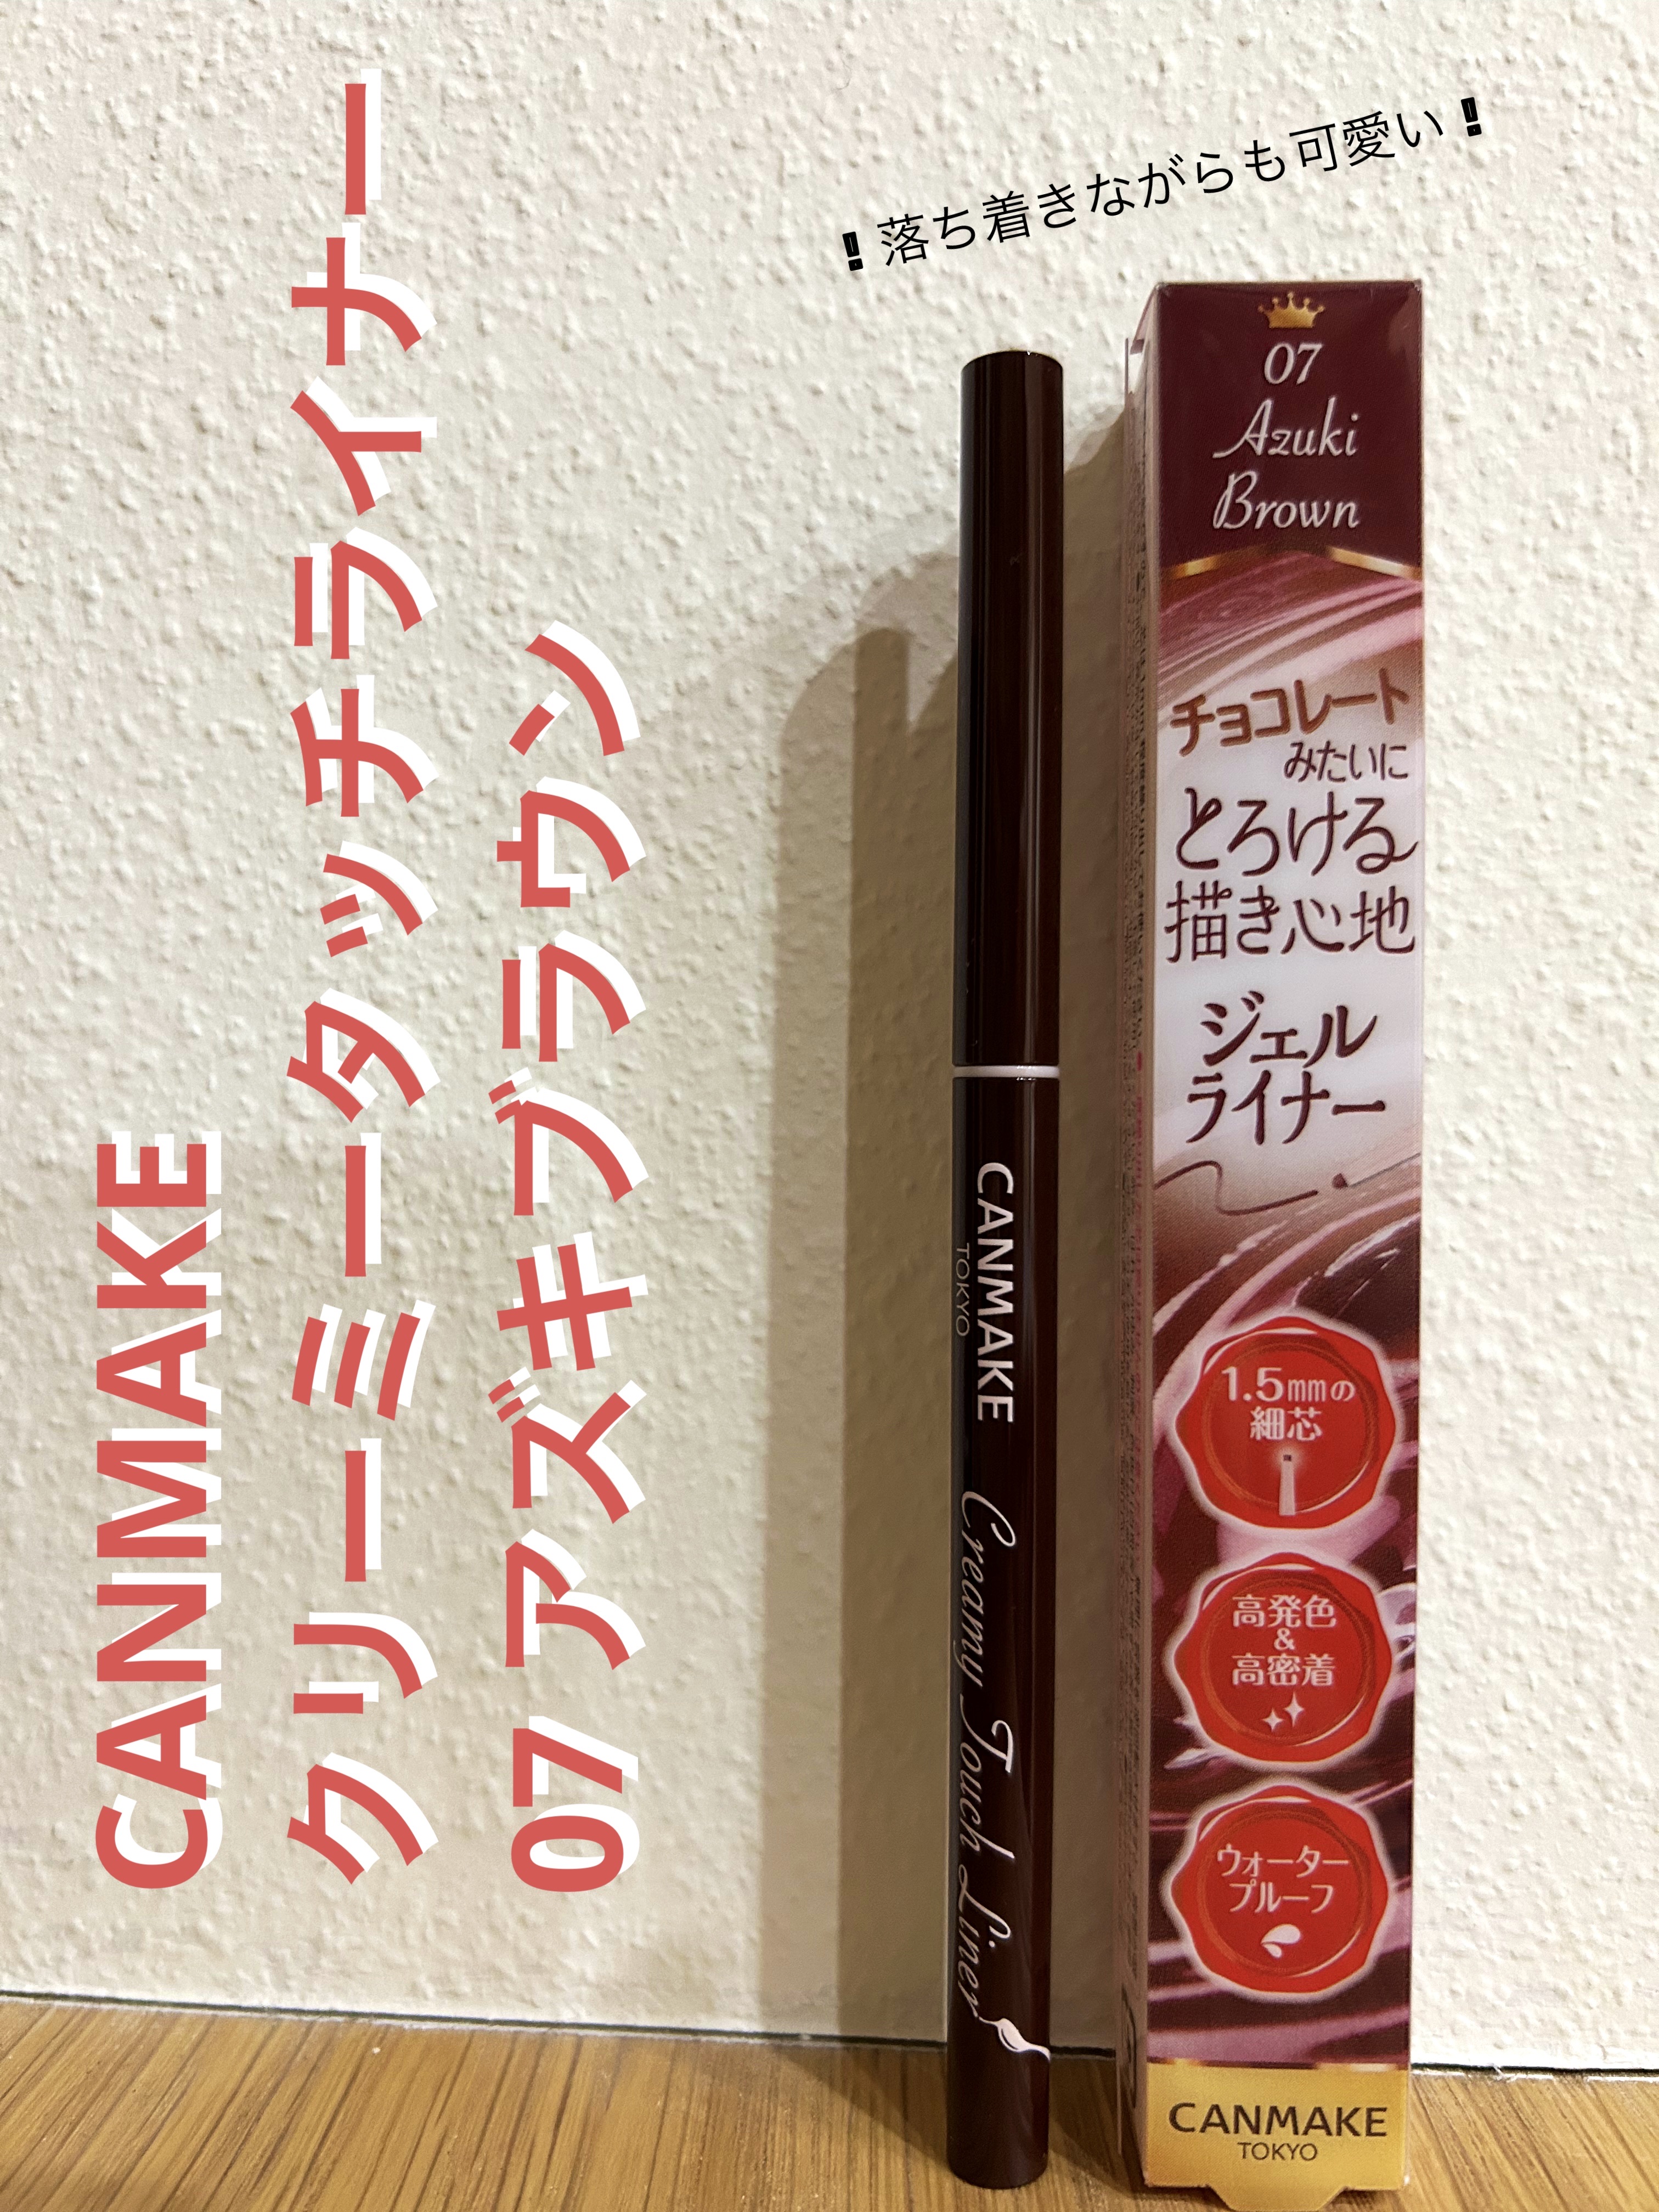 CANMAKE
クリーミータッチライナー
07 アズキブラウン
❗落ち着きながらも可愛い❗
CANMAKE
TOKYO
Creamy Touch Liner
07
Azuki
Brown
チョコレート
みたいに
とろける
描き心地
ジェル
ライナー
1.5mmの
細芯
高発色
&
高密着
ウォーター
プルーフ
CANMAKE
TOKYO